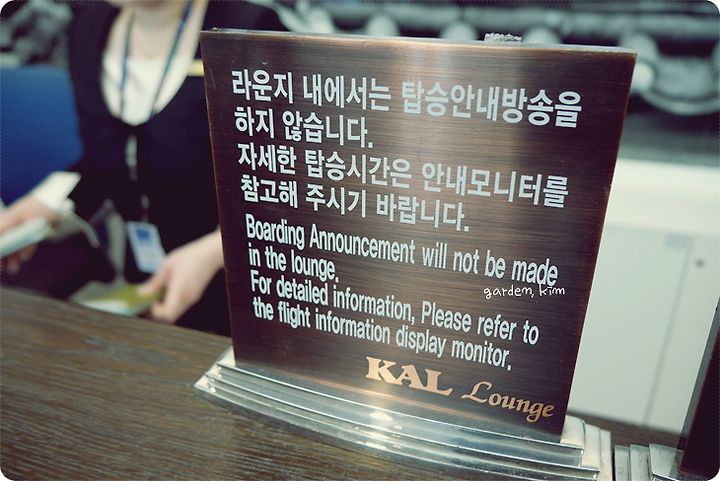 라운지 내에서는 탑승안내방송을
하지 않습니다.
자세한 탑승시간은 안내모니터를
참고해 주시기 바랍니다.
Boarding Announcement will not be made
in the lounge.
garden, kim
For detailed information, Please refer to
the flight information display monitor.
KAL Lounge